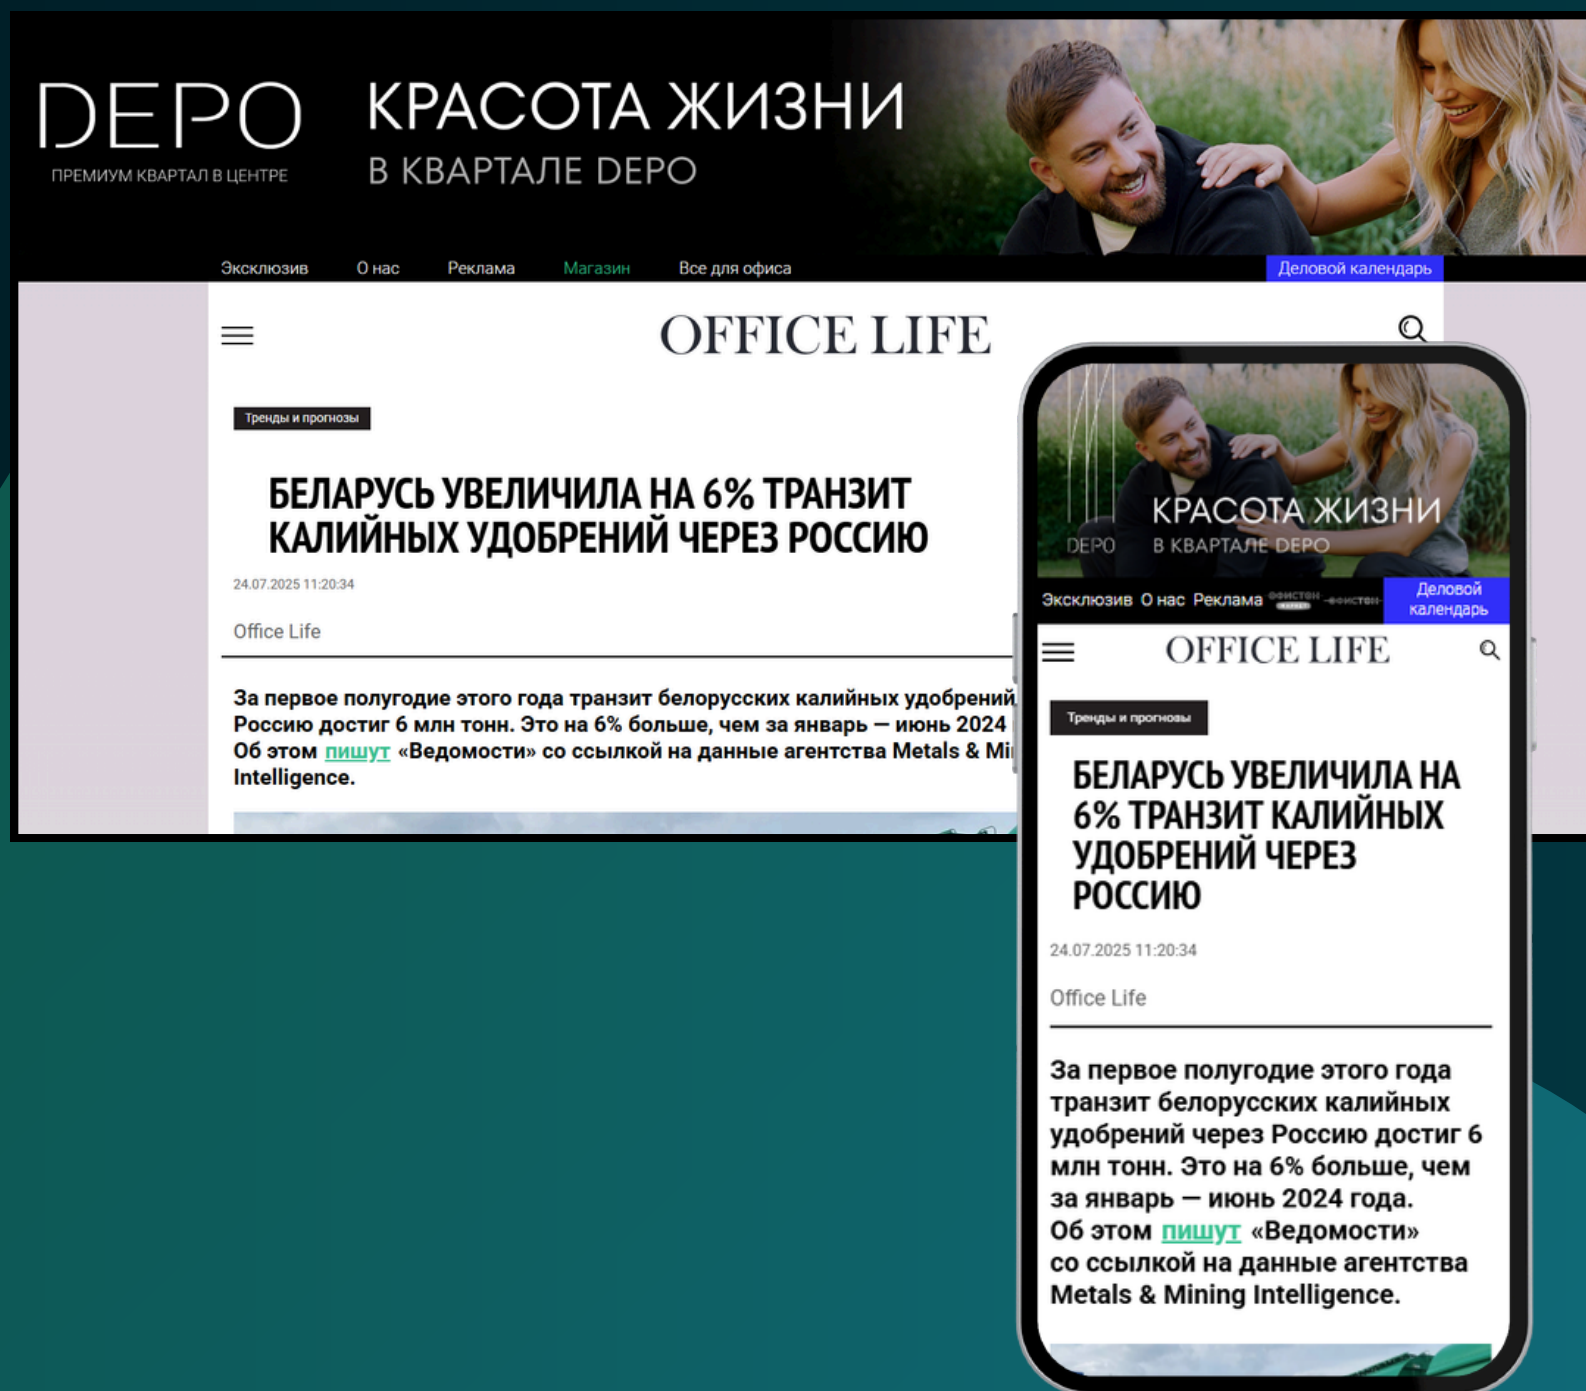 DEPO
ПРЕМИУМ КВАРТАЛ В ЦЕНТРЕ
КРАСОТА ЖИЗНИ
В КВАРТАЛЕ DEPO
Эксклюзив О нас Реклама Магазин Все для офиса Деловой календарь
OFFICE LIFE
Тренды и прогнозы
БЕЛАРУСЬ УВЕЛИЧИЛА НА 6% ТРАНЗИТ
КАЛИЙНЫХ УДОБРЕНИЙ ЧЕРЕЗ РОССИЮ
24.07.2025 11:20:34
Office Life
За первое полугодие этого года транзит белорусских калийных удобрений
Россию достиг 6 млн тонн. Это на 6% больше, чем за январь — июнь 2024
Об этом пишут «Ведомости» со ссылкой на данные агентства Metals & Mi
Intelligence.
КРАСОТА ЖИЗНИ
DEPO В КВАРТАЛЕ DEPO
Эксклюзив О нас Реклама ОФИСТОН МАРКЕТ ОФИСТОН
Деловой
календарь
OFFICE LIFE
Тренды и прогнозы
БЕЛАРУСЬ УВЕЛИЧИЛА НА
6% ТРАНЗИТ КАЛИЙНЫХ
УДОБРЕНИЙ ЧЕРЕЗ
РОССИЮ
24.07.2025 11:20:34
Office Life
За первое полугодие этого года
транзит белорусских калийных
удобрений через Россию достиг 6
млн тонн. Это на 6% больше, чем
за январь — июнь 2024 года.
Об этом пишут «Ведомости»
со ссылкой на данные агентства
Metals & Mining Intelligence.